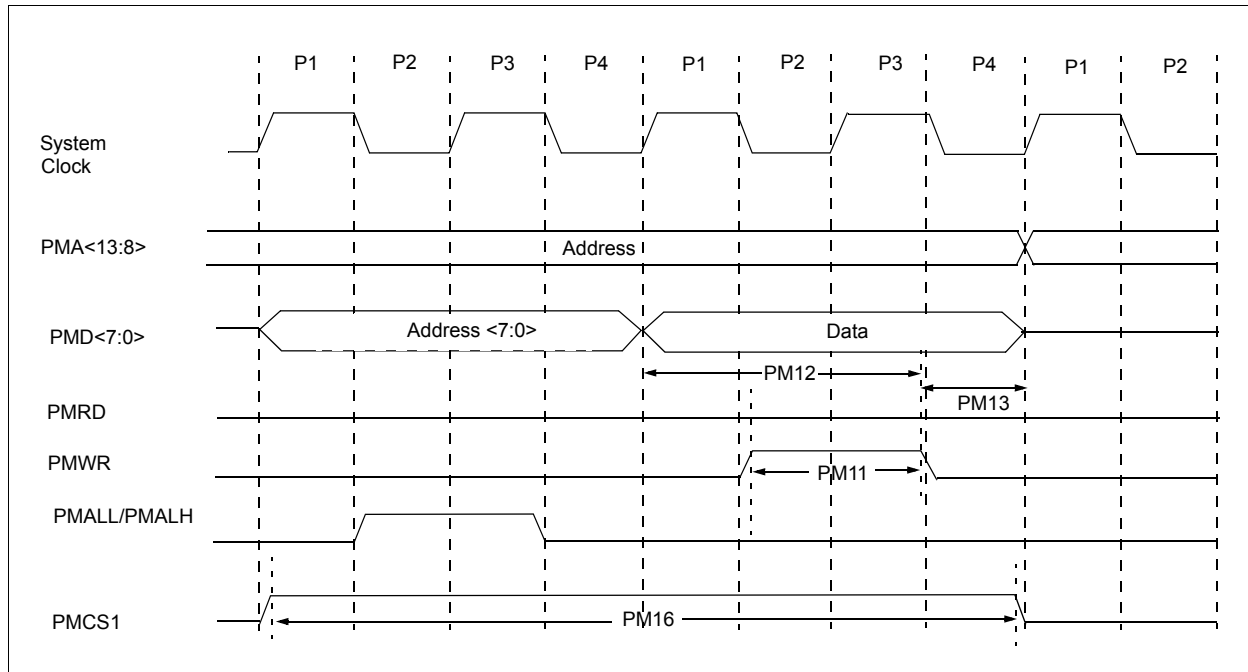 P1 P2 P3 P4 P1 P2 P3 P4 P1 P2
System
Clock
PMA<13:8>
Address
PMD<7:0>
Address <7:0>
Data
PM12
PM13
PMRD
PMWR
PM11
PMALL/PMALH
PMCS1
PM16